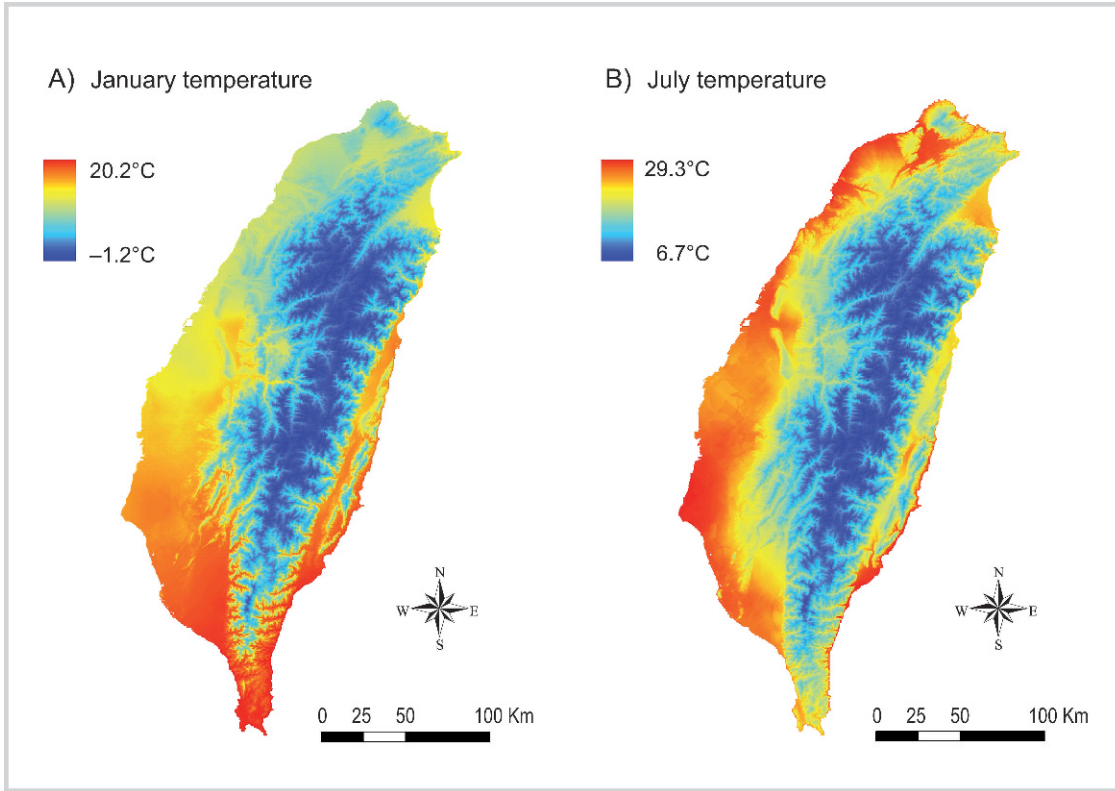 A) January temperature
20.2°C
–1.2°C
N
W E
S
0 25 50 100 Km
B) July temperature
29.3°C
6.7°C
N
W E
S
0 25 50 100 Km